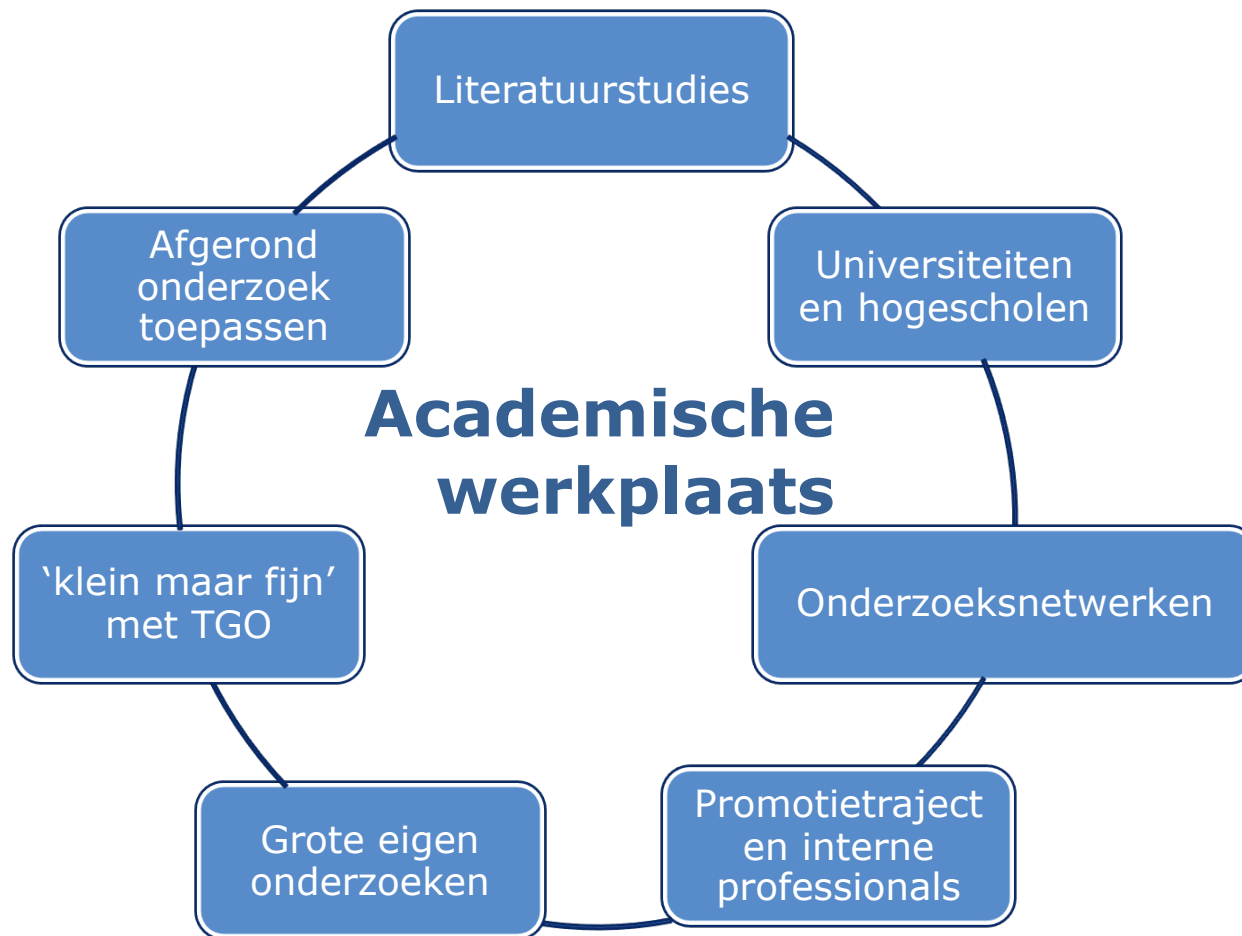 Literatuurstudies
Universiteiten
en hogescholen
Onderzoeksnetwerken
Promotietraject
en interne
professionals
Grote eigen
onderzoeken
‘klein maar fijn’
met TGO
Afgerond
onderzoek
toepassen
Academische
werkplaats